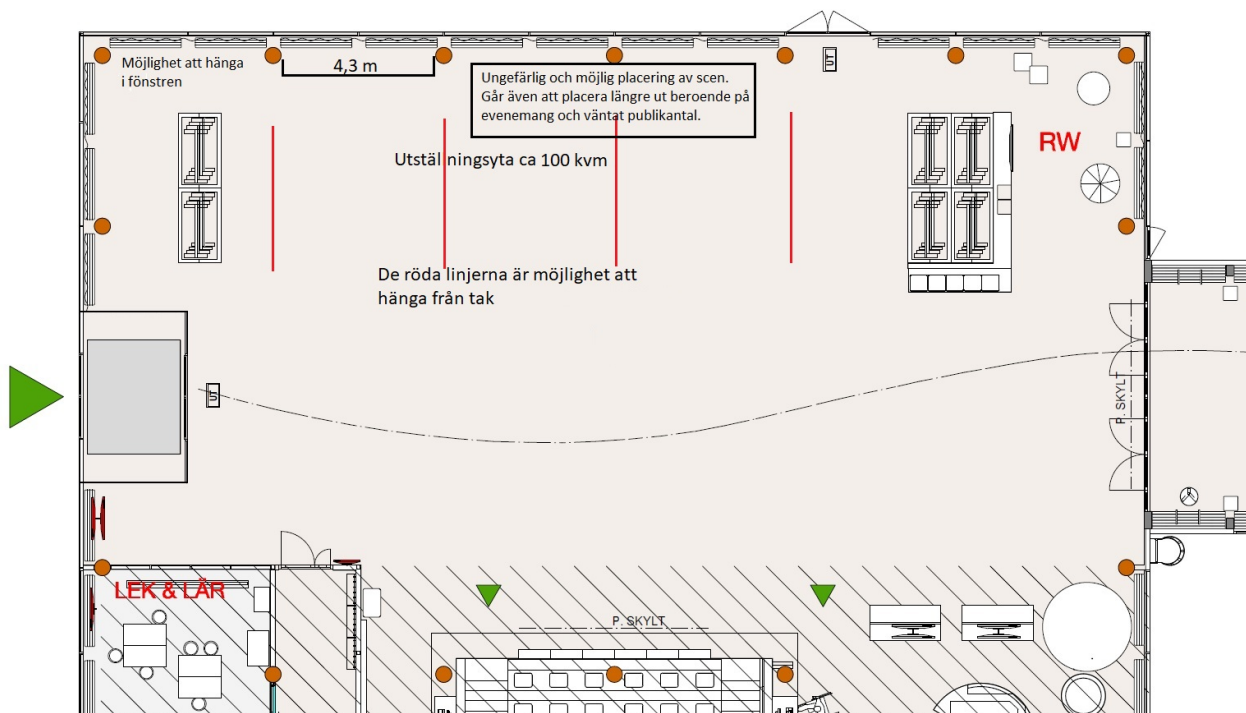 Möjlighet att hänga
i fönstren
4,3 m
Ungefärlig och möjlig placering av scen.
Går även att placera längre ut beroende på
evenemang och väntat publikantal.
UT
RW
Utställningsyta ca 100 kvm
De röda linjerna är möjlighet att
hänga från tak
UT
P. SKYLT
LEK & LÄR
P. SKYLT